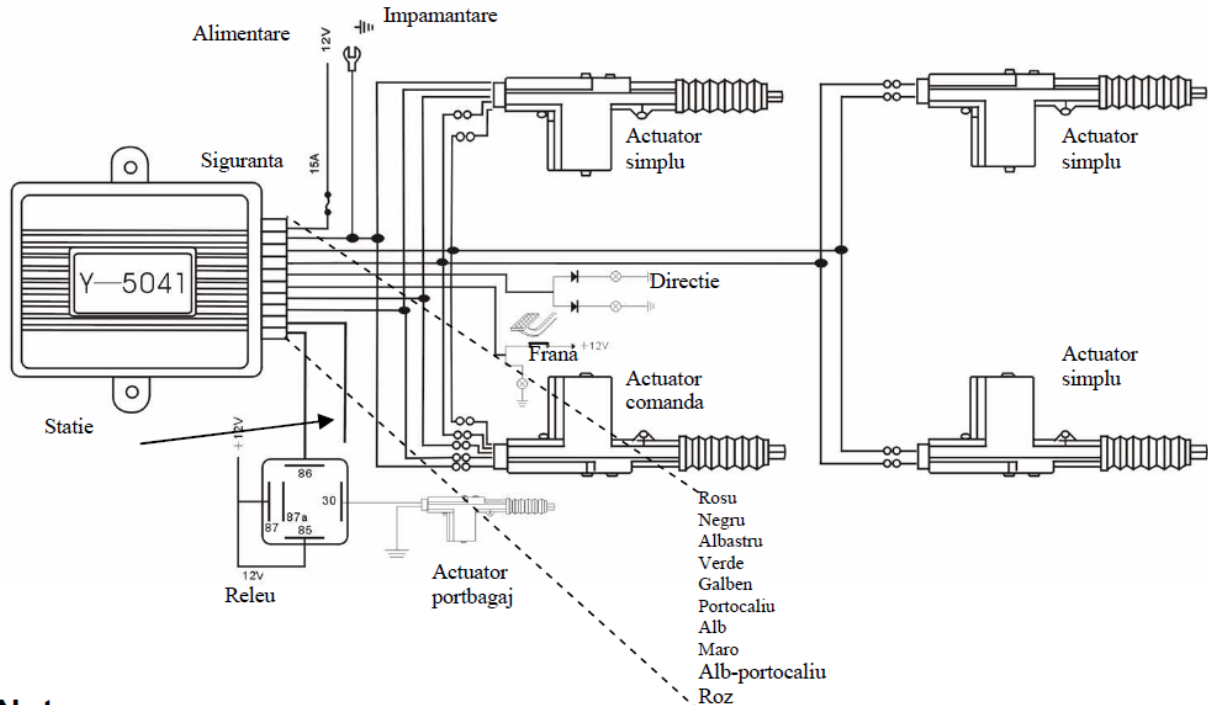 Impamantare
Alimentare
12V
Siguranta
15A
Actuator
simplu
Actuator
simplu
Y—5041
Directie
Frana
+12V
Actuator
comanda
Actuator
simplu
Statie
+12V
86
30
87a
87
85
12V
Releu
Actuator
portbagaj
Rosu
Negru
Albastru
Verde
Galben
Portocaliu
Alb
Maro
Alb-portocaliu
Roz